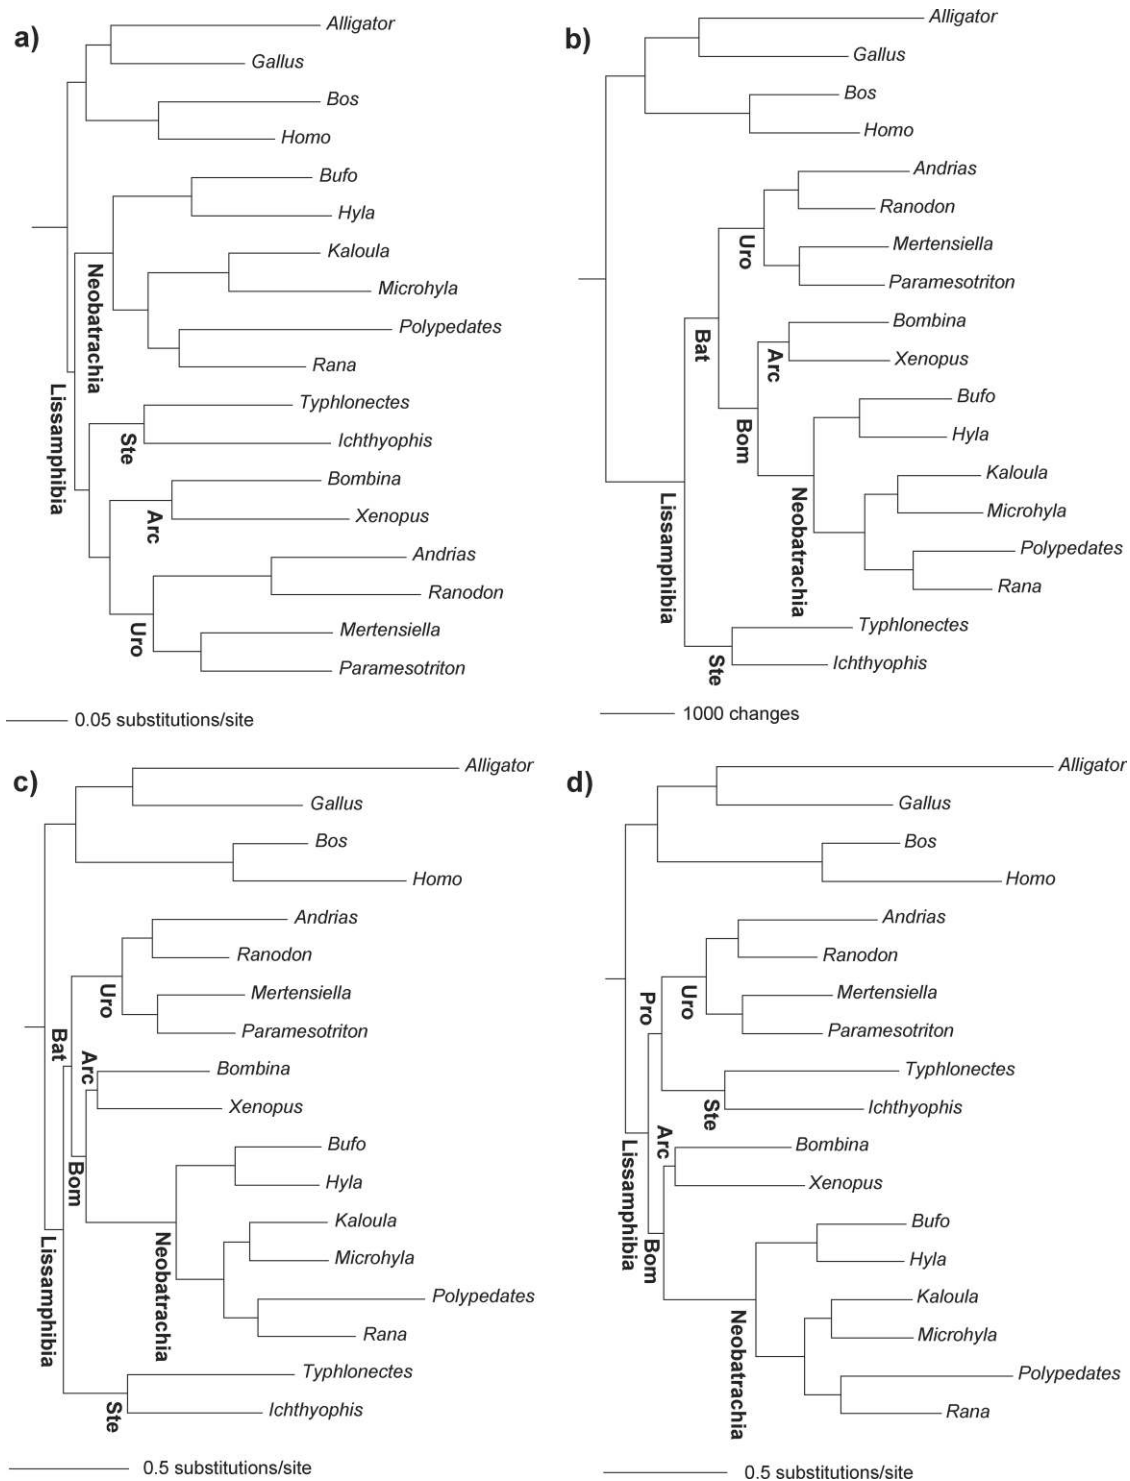 a)
Alligator
Gallus
Bos
Homo
Bufo
Hyla
Kaloula
Microhyla
Polypedates
Rana
Typhlonectes
Ichthyophis
Bombina
Xenopus
Andrias
Ranodon
Mertensiella
Paramesotriton
Neobatrachia
Lissamphibia
Ste
Arc
Uro
0.05 substitutions/site
b)
Alligator
Gallus
Bos
Homo
Andrias
Ranodon
Mertensiella
Paramesotriton
Bombina
Xenopus
Bufo
Hyla
Kaloula
Microhyla
Polypedates
Rana
Typhlonectes
Ichthyophis
Uro
Bat
Arc
Bom
Neobatrachia
Lissamphibia
Ste
1000 changes
c)
Alligator
Gallus
Bos
Homo
Andrias
Ranodon
Mertensiella
Paramesotriton
Bombina
Xenopus
Bufo
Hyla
Kaloula
Microhyla
Polypedates
Rana
Typhlonectes
Ichthyophis
Uro
Bat
Arc
Bom
Neobatrachia
Lissamphibia
Ste
0.5 substitutions/site
d)
Alligator
Gallus
Bos
Homo
Andrias
Ranodon
Mertensiella
Paramesotriton
Typhlonectes
Ichthyophis
Bombina
Xenopus
Bufo
Hyla
Kaloula
Microhyla
Polypedates
Rana
Uro
Pro
Ste
Arc
Lissamphibia
Bom
Neobatrachia
0.5 substitutions/site